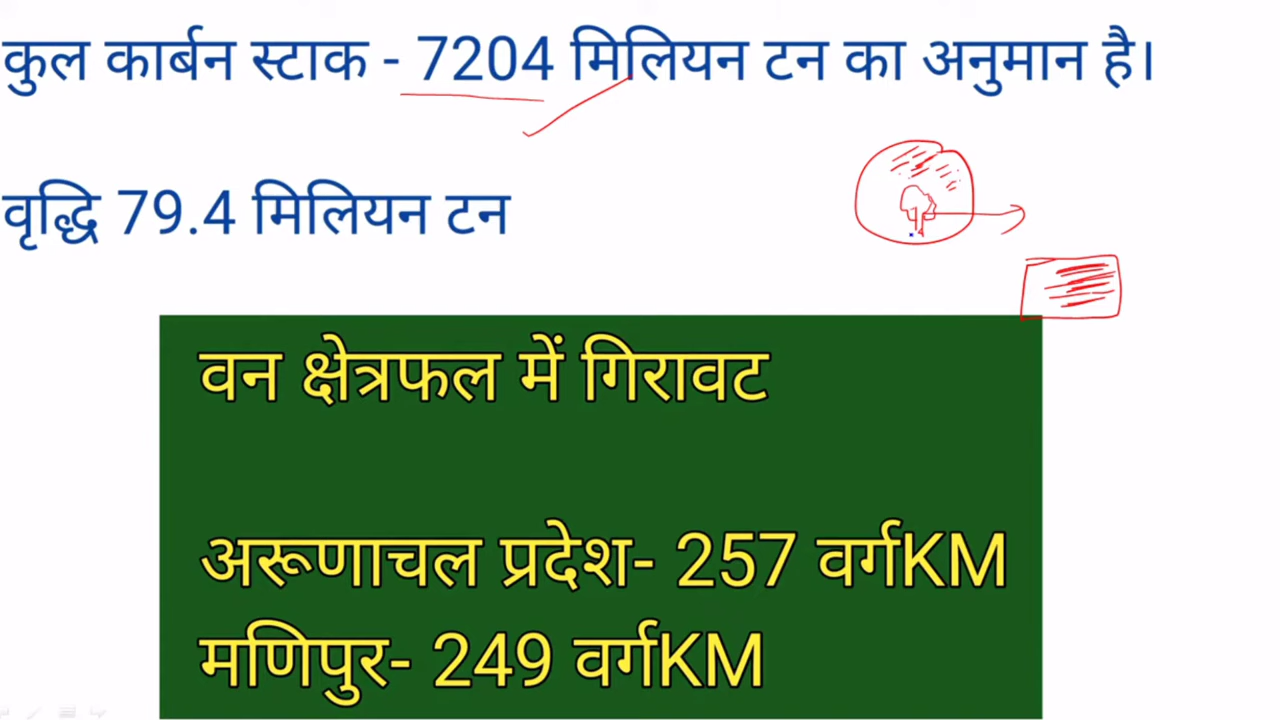 कुल कार्बन स्टाक - 7204 मिलियन टन का अनुमान है।
वृद्धि 79.4 मिलियन टन
वन क्षेत्रफल में गिरावट
अरूणाचल प्रदेश- 257 वर्गKM
मणिपुर- 249 वर्गKM